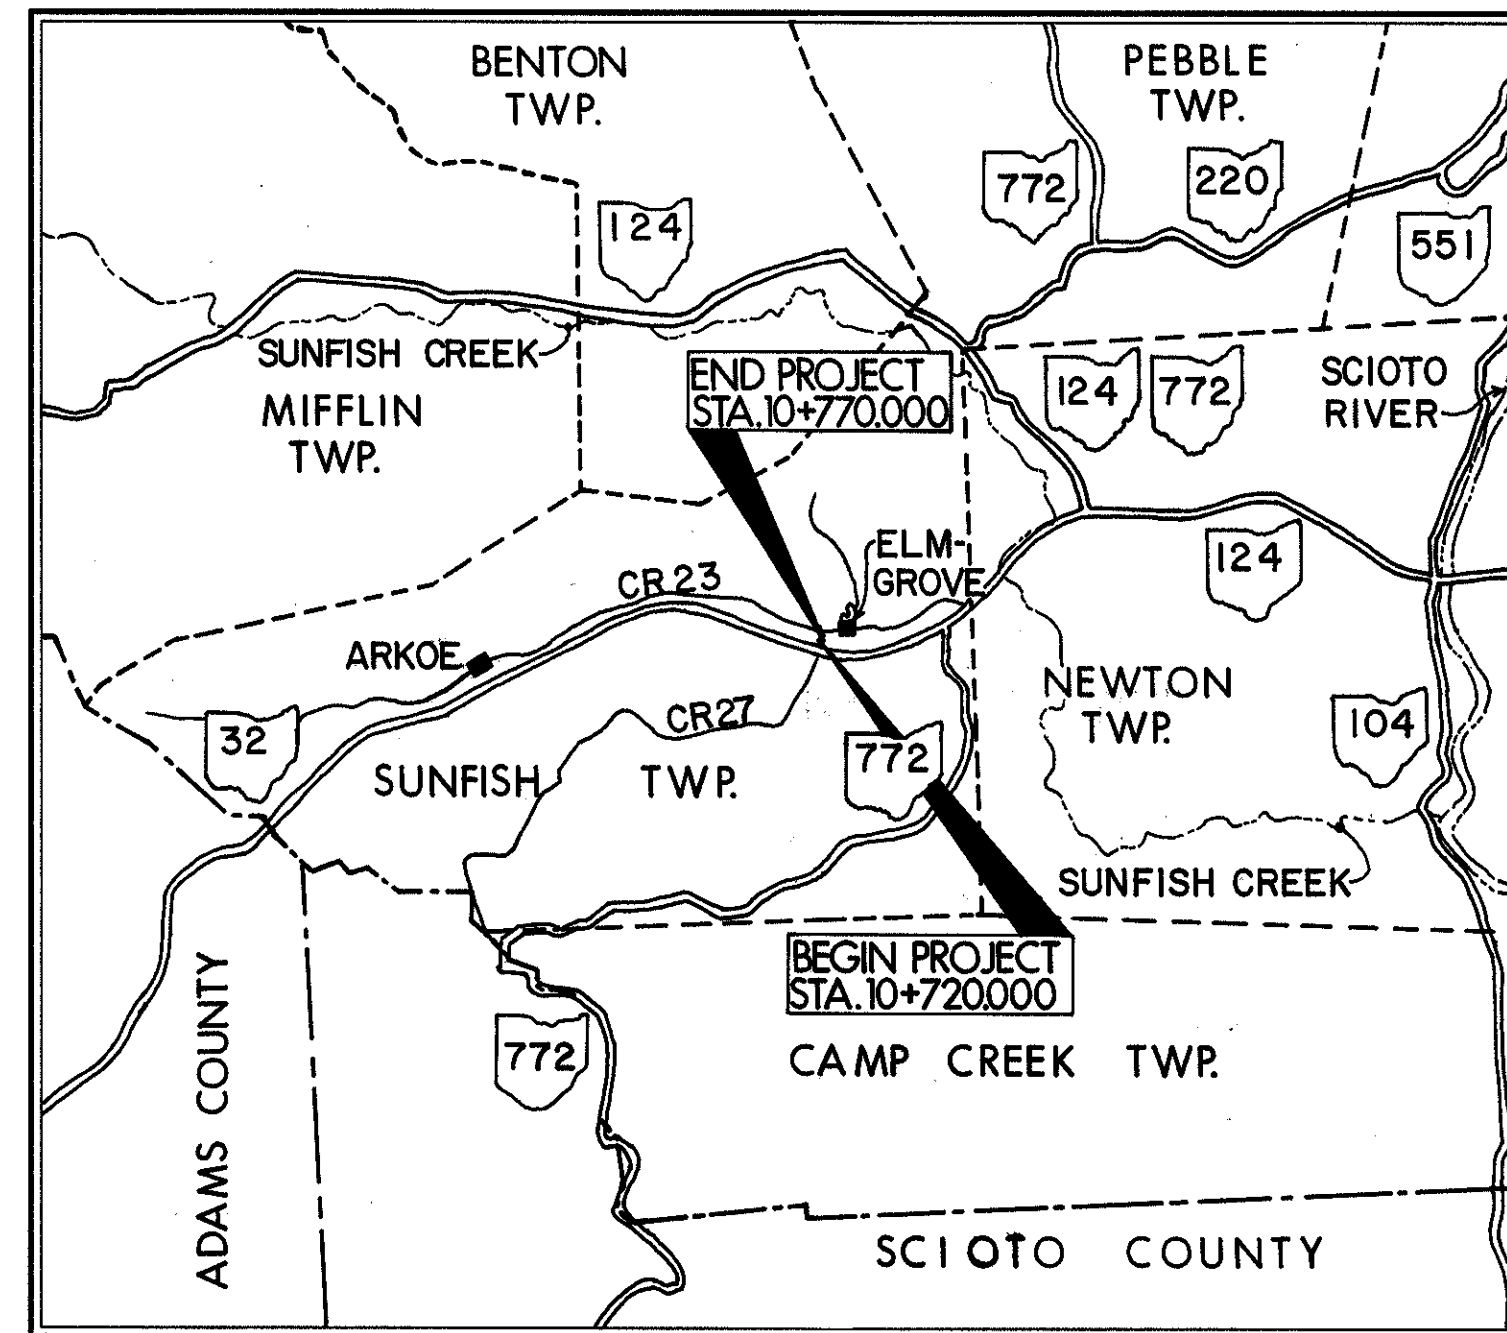 BENTON
TWP.
PEBBLE
TWP.
772
220
124
551
SUNFISH CREEK
MIFFLIN
TWP.
END PROJECT
STA. 10+770.000
124
772
SCIOTO
RIVER
ELM-
GROVE
124
CR 23
ARKOE
CR27
NEWTON
TWP.
32
104
SUNFISH TWP.
772
SUNFISH CREEK
BEGIN PROJECT
STA. 10+720.000
ADAMS COUNTY
772
CAMP CREEK TWP.
SCIOTO COUNTY